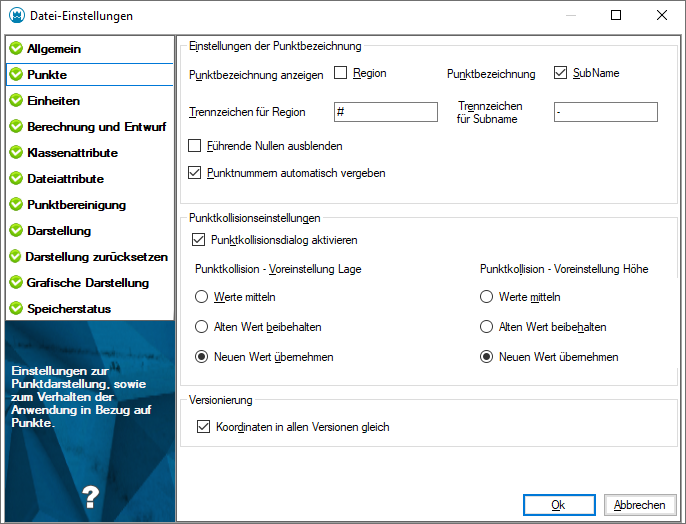 Datei-Einstellungen
Allgemein
Punkte
Einheiten
Berechnung und Entwurf
Klassenattribute
Dateiattribute
Punktbereinigung
Darstellung
Darstellung zurücksetzen
Grafische Darstellung
Speicherstatus
Einstellungen zur
Punktdarstellung, sowie
zum Verhalten der
Anwendung in Bezug auf
Punkte.
?
Einstellungen der Punktbezeichnung
Punktbezeichnung anzeigen Region Punktbezeichnung SubName
Trennzeichen für Region # Trennzeichen
für Subname -
Führende Nullen ausblenden
Punktnummern automatisch vergeben
Punktkollisionseinstellungen
Punktkollisionsdialog aktivieren
Punktkollision - Voreinstellung Lage Punktkollision - Voreinstellung Höhe
Werte mitteln Werte mitteln
Alten Wert beibehalten Alten Wert beibehalten
Neuen Wert übernehmen Neuen Wert übernehmen
Versionierung
Koordinaten in allen Versionen gleich
Ok Abbrechen